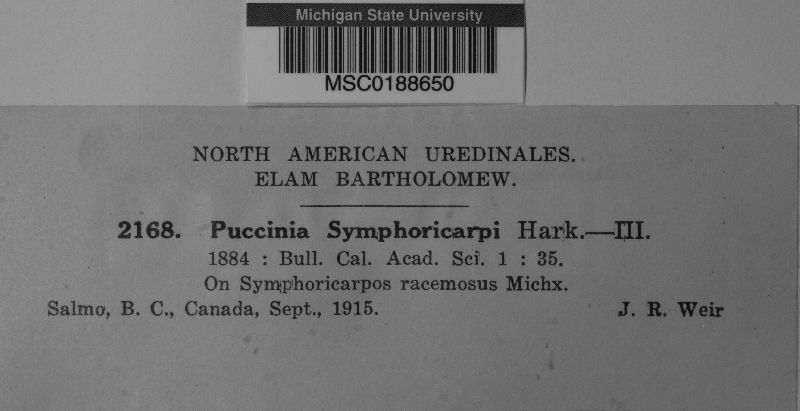 Michigan State University
MSC0188650
NORTH AMERICAN UREDINALES.
ELAM BARTHOLOMEW.
2168. Puccinia Symphoricarpi Hark.—III.
1884 : Bull. Cal. Acad. Sci. 1 : 35.
On Symphoricarpos racemosus Michx.
Salmo, B. C., Canada, Sept., 1915. J. R. Weir